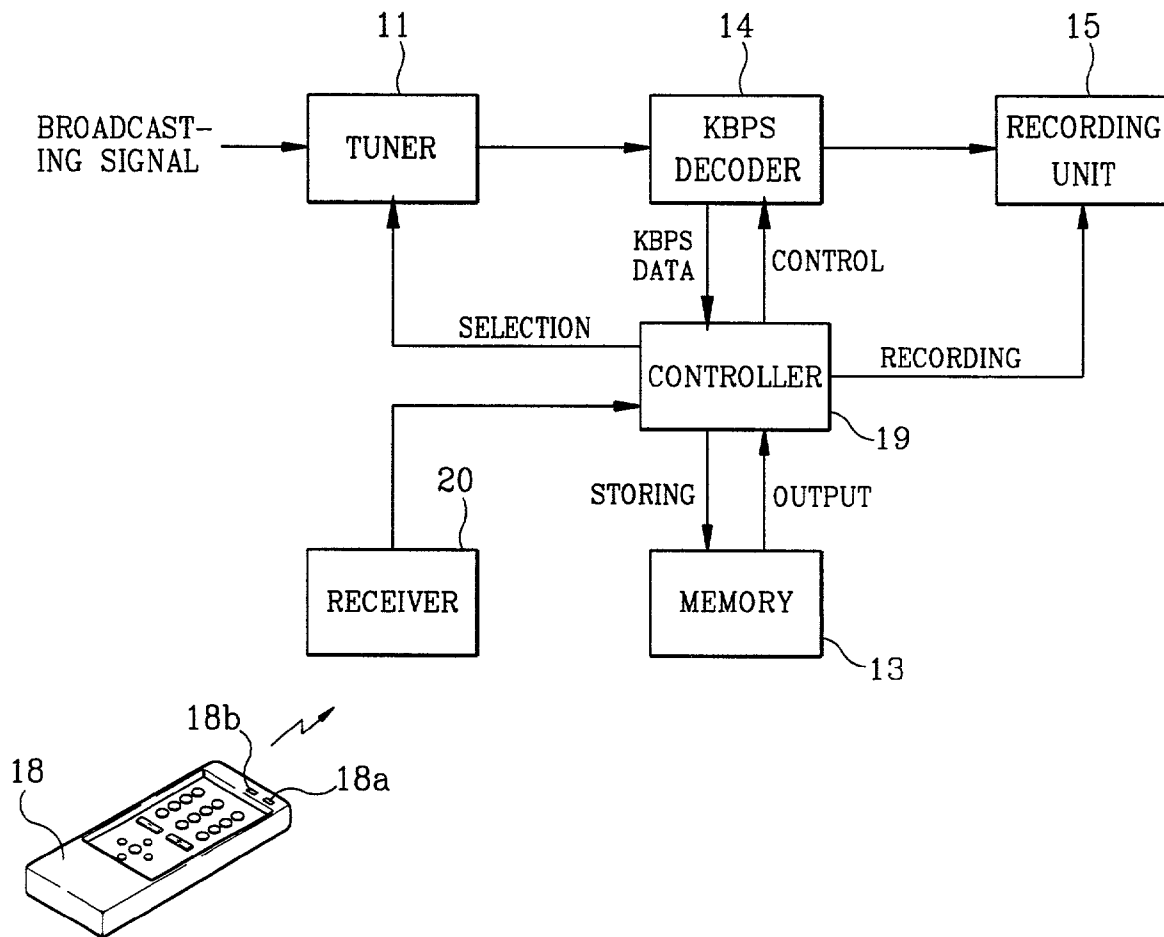 11
14
15
BROADCAST-
ING SIGNAL
TUNER
KBPS
DECODER
RECORDING
UNIT
KBPS
DATA
CONTROL
SELECTION
CONTROLLER
RECORDING
19
20
STORING
OUTPUT
RECEIVER
MEMORY
13
18b
18
18a